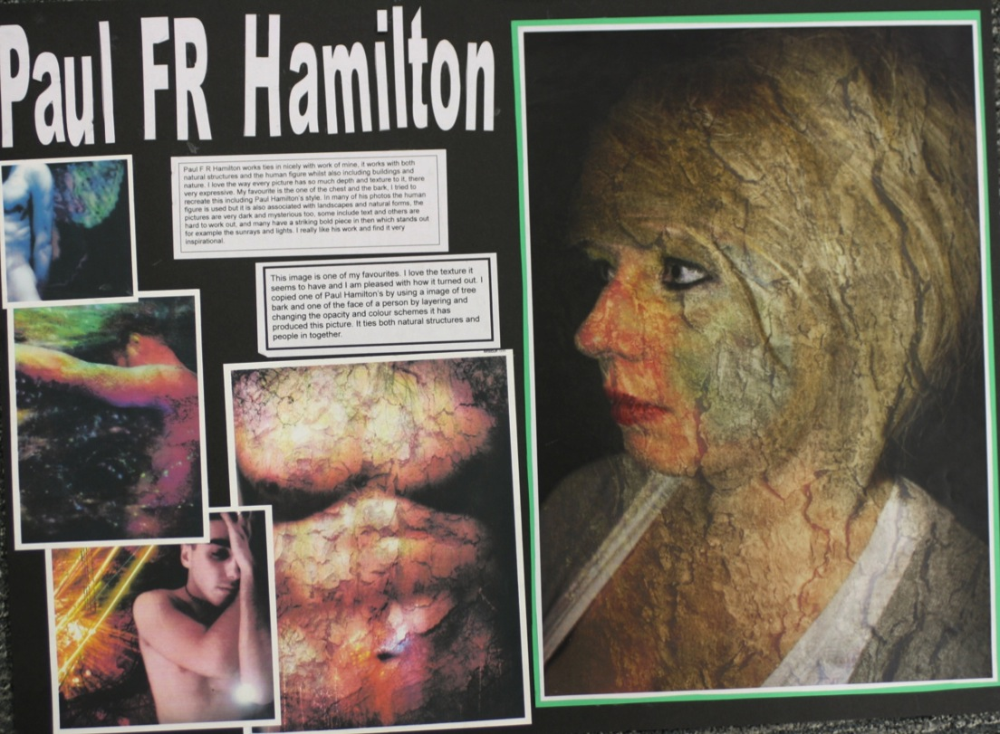 Paul FR Hamilton
Paul F R Hamilton works ties in nicely with work of mine, it works with both
natural structures and the human figure whilst also including buildings and
nature. I love the way every picture has so much depth and texture to it, there
very expressive. My favourite is the one of the chest and the bark, I tried to
recreate this including Paul Hamilton's style. In many of his photos the human
figure is used but it is also associated with landscapes and natural forms, the
pictures are very dark and mysterious too, some include text and others are
hard to work out, and many have a striking bold piece in then which stands out
for example the sunrays and lights. I really like his work and find it very
inspirational.
This image is one of my favourites. I love the texture it
seems to have and I am pleased with how it turned out. I
copied one of Paul Hamilton's by using a image of tree
bark and one of the face of a person by layering and
changing the opacity and colour schemes it has
produced this picture. It ties both natural structures and
people in together.